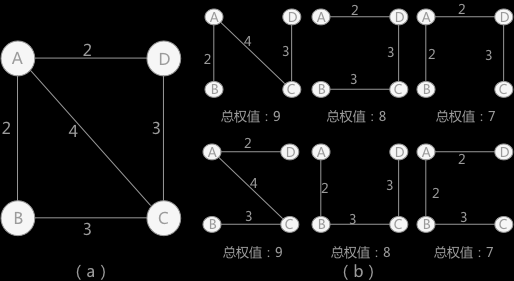 A 2 D
2 4 3
B 3 C
( a )
A D A 2 D A 2 D
2 4 3 3 2 3
B C B 3 C B C
总权值：9 总权值：8 总权值：7
A 2 D A D A 2 D
4 2 3 2
B 3 C B 3 C B 3 C
总权值：9 总权值：8 总权值：7
( b )